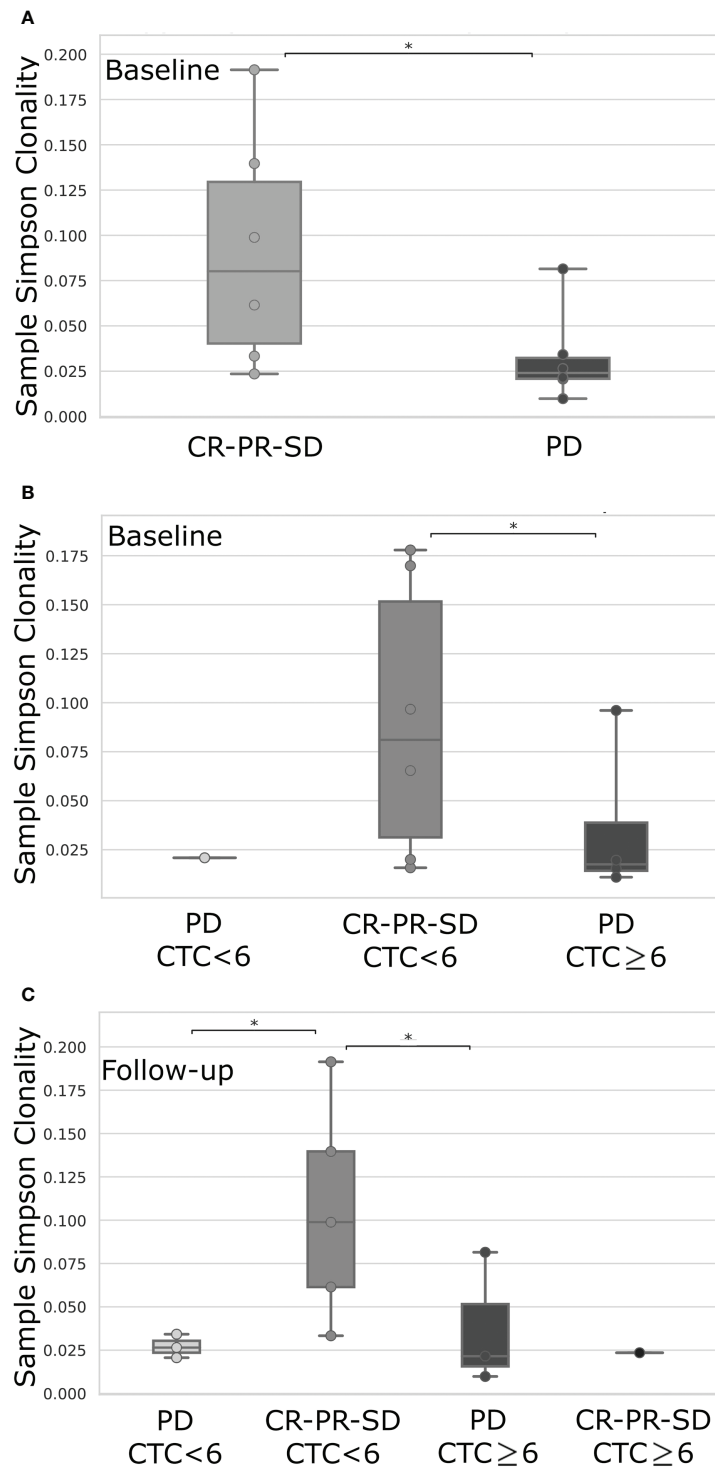 A
Sample Simpson Clonality
0.200
0.175
0.150
0.125
0.100
0.075
0.050
0.025
0.000
Baseline
*
CR-PR-SD
PD
B
Sample Simpson Clonality
0.175
0.150
0.125
0.100
0.075
0.050
0.025
Baseline
*
PD
CTC<6
CR-PR-SD
CTC<6
PD
CTC≥6
C
Sample Simpson Clonality
0.200
0.175
0.150
0.125
0.100
0.075
0.050
0.025
0.000
Follow-up
*
*
PD
CTC<6
CR-PR-SD
CTC<6
PD
CTC≥6
CR-PR-SD
CTC≥6